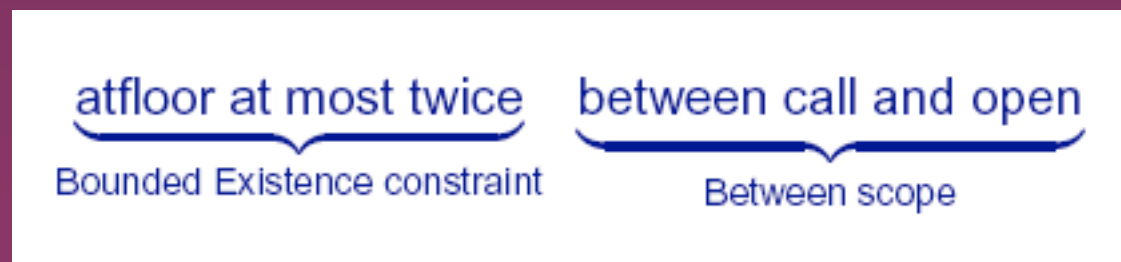 atfloor at most twice between call and open
Bounded Existence constraint
Between scope